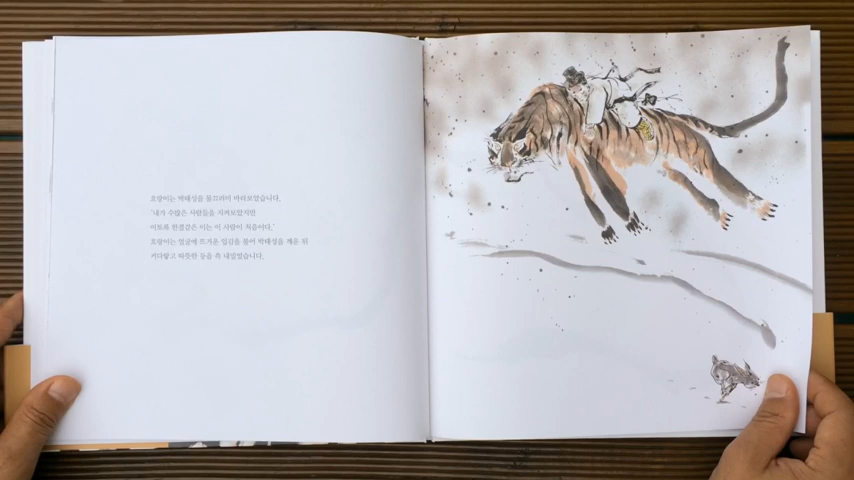 호랑이는 박태성을 물끄러미 바라보았습니다.
'내가 수많은 사람들을 지켜보았지만
이토록 한결같은 이는 이 사람이 처음이다.'
호랑이는 얼굴에 뜨거운 입김을 불어 박태성을 깨운 뒤
커다랗고 따뜻한 등을 쑥 내밀었습니다.